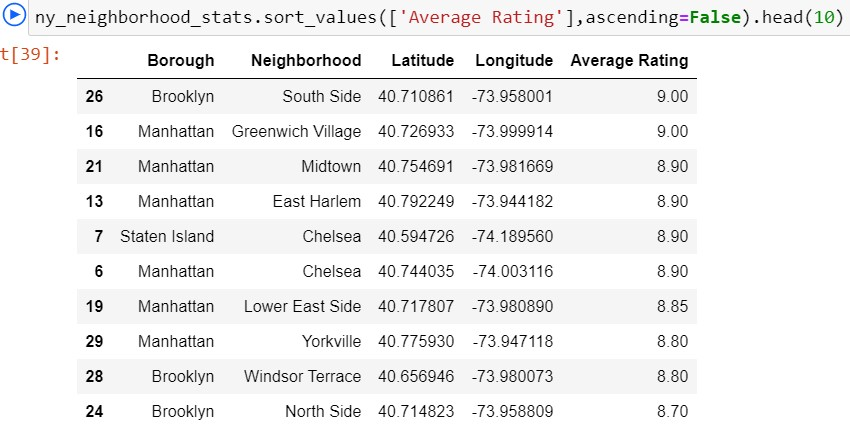 ny_neighborhood_stats.sort_values(['Average Rating'],ascending=False).head(10)
t[39]:
Borough Neighborhood Latitude Longitude Average Rating
26 Brooklyn South Side 40.710861 -73.958001 9.00
16 Manhattan Greenwich Village 40.726933 -73.999914 9.00
21 Manhattan Midtown 40.754691 -73.981669 8.90
13 Manhattan East Harlem 40.792249 -73.944182 8.90
7 Staten Island Chelsea 40.594726 -74.189560 8.90
6 Manhattan Chelsea 40.744035 -74.003116 8.90
19 Manhattan Lower East Side 40.717807 -73.980890 8.85
29 Manhattan Yorkville 40.775930 -73.947118 8.80
28 Brooklyn Windsor Terrace 40.656946 -73.980073 8.80
24 Brooklyn North Side 40.714823 -73.958809 8.70